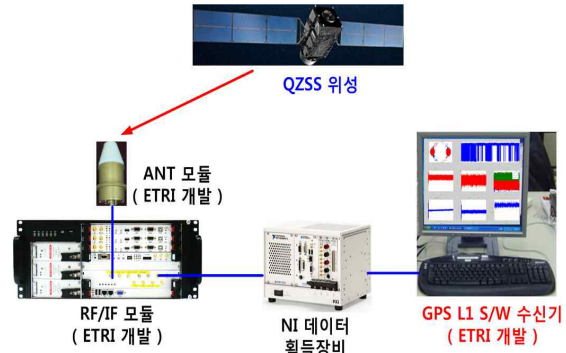 QZSS 위성
ANT 모듈
( ETRI 개발 )
RF/IF 모듈
( ETRI 개발 )
NI 데이터
획득장비
GPS L1 S/W 수신기
( ETRI 개발 )